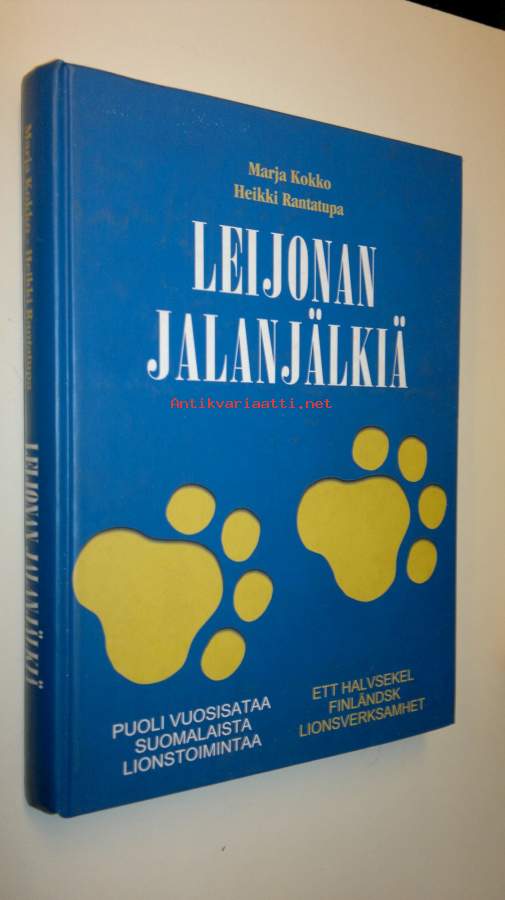 Marja Kokko
Heikki Rantatupa
LEIJONAN
JALANJÄLKIÄ
Antikvariaatti.net
PUOLI VUOSISATAA
SUOMALAISTA
LIONSTOIMINTAA
ETT HALVSEKEL
FINLÄNDSK
LIONSVERKSAMHET
Marja Kokko - Heikki Rantatupa
LEIJONAN JALANJÄLKIÄ